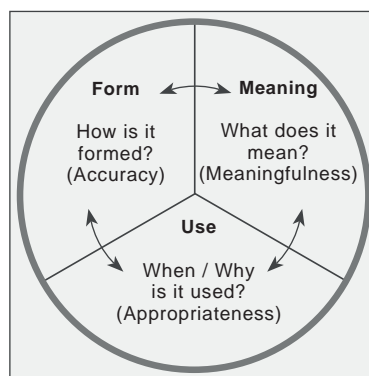 Form
How is it
formed?
(Accuracy)
Meaning
What does it
mean?
(Meaningfulness)
Use
When / Why
is it used?
(Appropriateness)